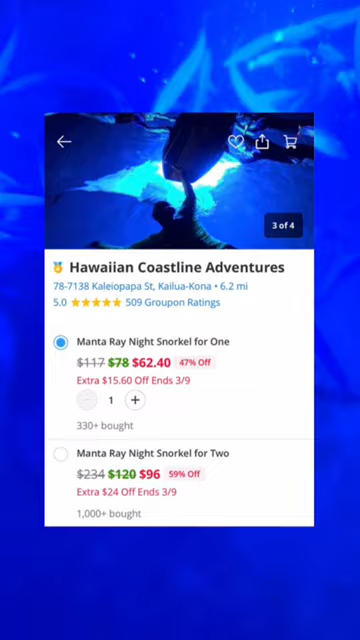 3 of 4
🏅 Hawaiian Coastline Adventures
78-7138 Kaleiopapa St, Kailua-Kona • 6.2 mi
5.0 ★★★★★ 509 Groupon Ratings
Manta Ray Night Snorkel for One
$117 $78 $62.40 47% Off
Extra $15.60 Off Ends 3/9
1
330+ bought
Manta Ray Night Snorkel for Two
$234 $120 $96 59% Off
Extra $24 Off Ends 3/9
1,000+ bought